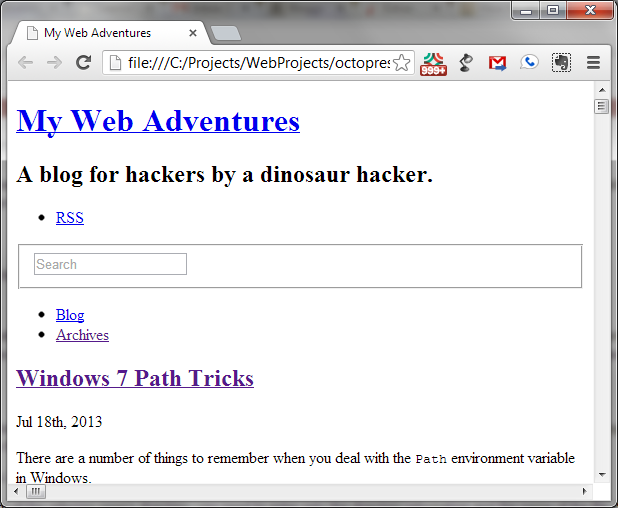 My Web Adventures
file:///C:/Projects/WebProjects/octopres
999+
My Web Adventures
A blog for hackers by a dinosaur hacker.
RSS
Search
Blog
Archives
Windows 7 Path Tricks
Jul 18th, 2013
There are a number of things to remember when you deal with the Path environment variable
in Windows.